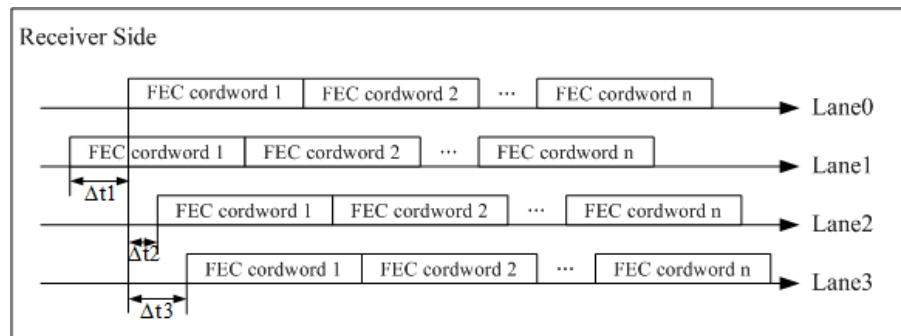 Receiver Side
FEC cordword 1 FEC cordword 2 ... FEC cordword n Lane0
FEC cordword 1 FEC cordword 2 ... FEC cordword n Lane1
Δt1
FEC cordword 1 FEC cordword 2 ... FEC cordword n Lane2
Δt2
FEC cordword 1 FEC cordword 2 ... FEC cordword n Lane3
Δt3